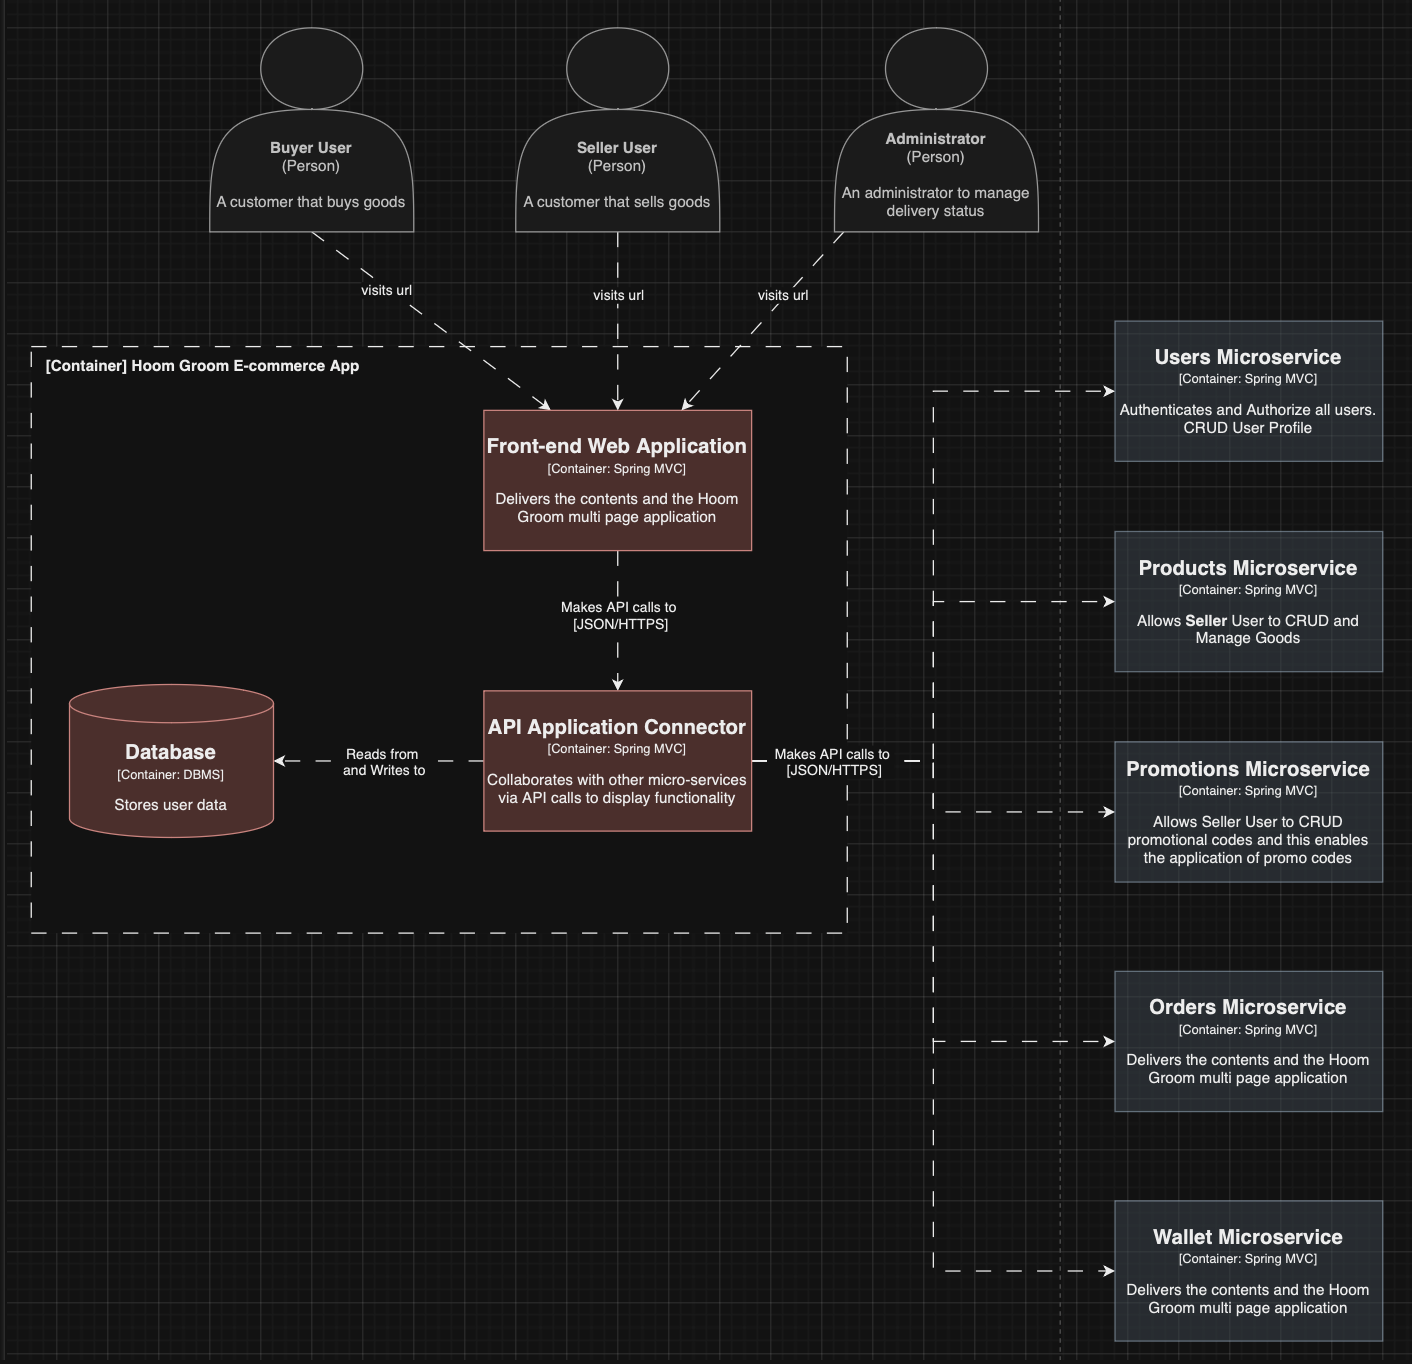 Buyer User
(Person)
A customer that buys goods
Seller User
(Person)
A customer that sells goods
Administrator
(Person)
An administrator to manage
delivery status
visits url
visits url
visits url
[Container] Hoom Groom E-commerce App
Front-end Web Application
[Container: Spring MVC]
Delivers the contents and the Hoom
Groom multi page application
Makes API calls to
[JSON/HTTPS]
Database
[Container: DBMS]
Stores user data
Reads from
and Writes to
API Application Connector
[Container: Spring MVC]
Collaborates with other micro-services
via API calls to display functionality
Makes API calls to
[JSON/HTTPS]
Users Microservice
[Container: Spring MVC]
Authenticates and Authorize all users.
CRUD User Profile
Products Microservice
[Container: Spring MVC]
Allows Seller User to CRUD and
Manage Goods
Promotions Microservice
[Container: Spring MVC]
Allows Seller User to CRUD
promotional codes and this enables
the application of promo codes
Orders Microservice
[Container: Spring MVC]
Delivers the contents and the Hoom
Groom multi page application
Wallet Microservice
[Container: Spring MVC]
Delivers the contents and the Hoom
Groom multi page application